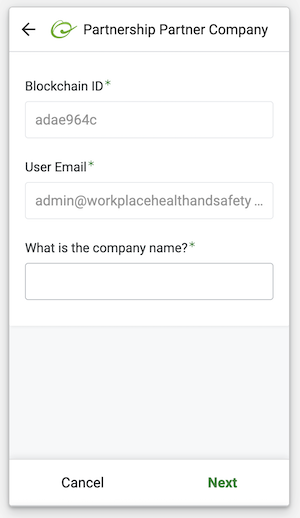 Partnership Partner Company
Blockchain ID*
adae964c
User Email*
admin@workplacehealthandsafety ...
What is the company name?*
Cancel
Next